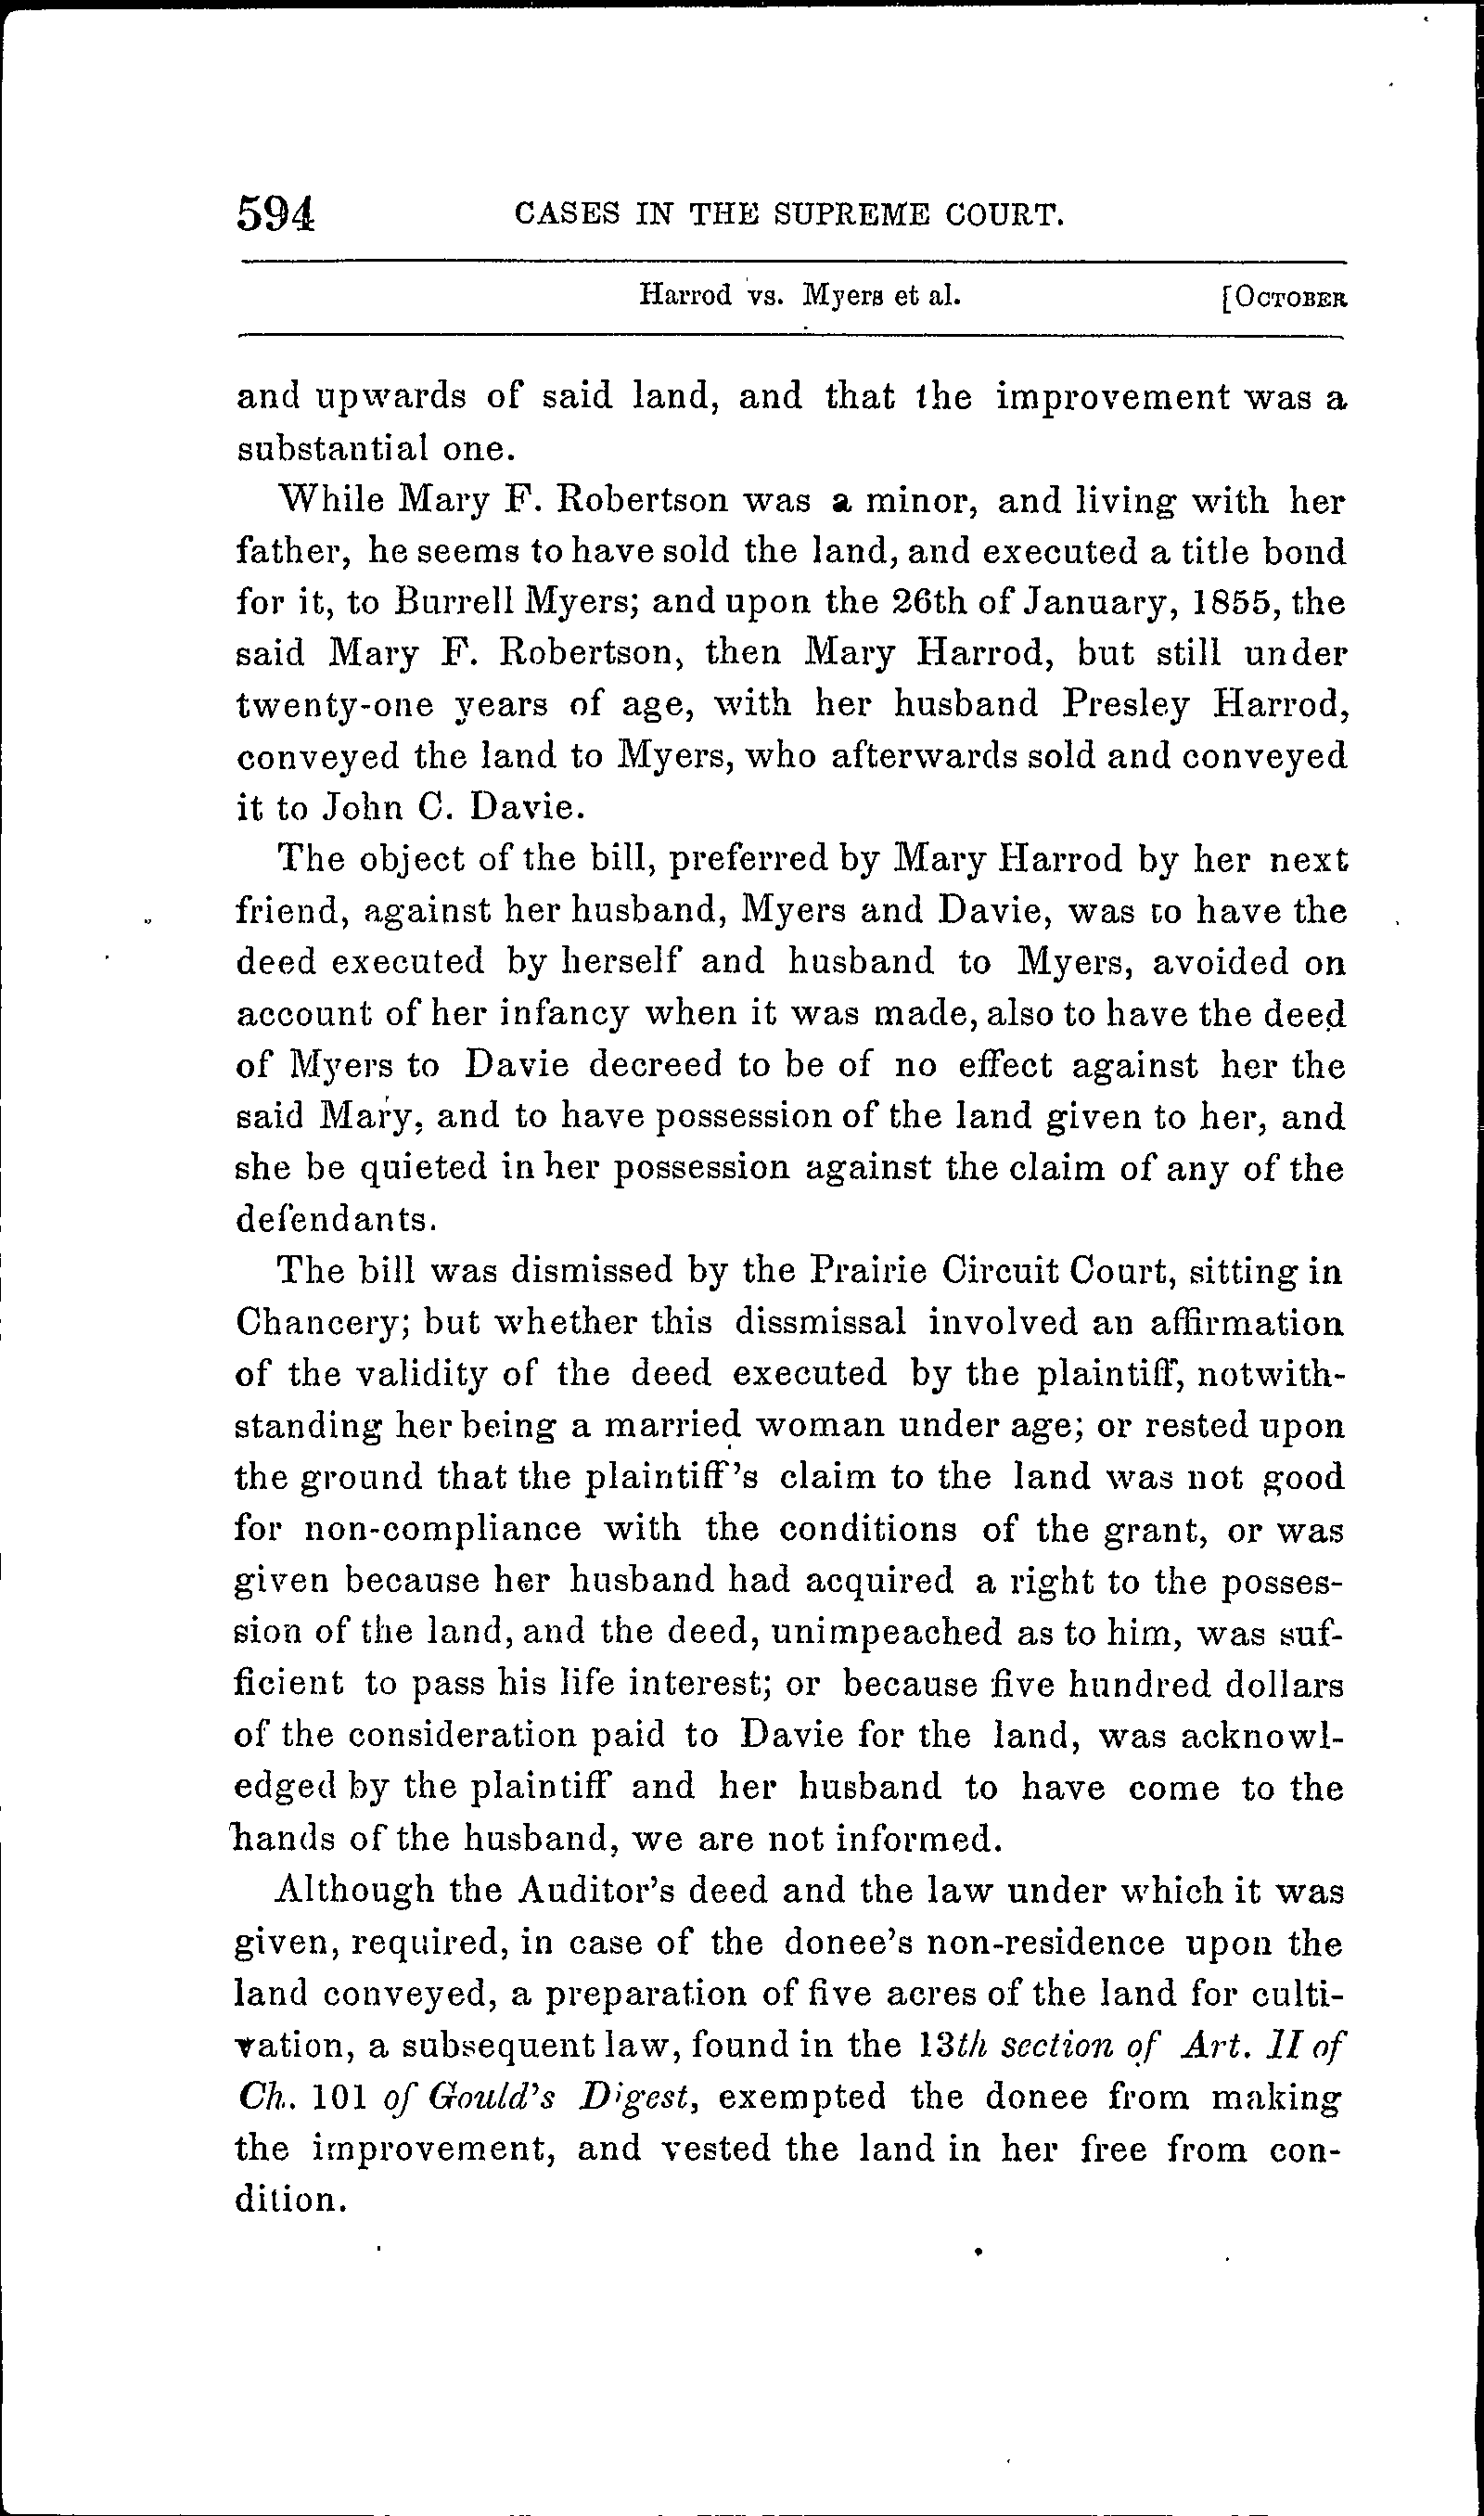 594 CASES IN THE SUPREME COURT.
Harrod vs. Myers et al. [OCTOBER
and upwards of said land, and that the improvement was a
substantial one.
While Mary F. Robertson was a minor, and living with her
father, he seems to have sold the land, and executed a title bond
for it, to Burrell Myers; and upon the 26th of January, 1855, the
said Mary F. Robertson, then Mary Harrod, but still under
twenty-one years of age, with her husband Presley Harrod,
conveyed the land to Myers, who afterwards sold and conveyed
it to John C. Davie.
The object of the bill, preferred by Mary Harrod by her next
friend, against her husband, Myers and Davie, was to have the
deed executed by herself and husband to Myers, avoided on
account of her infancy when it was made, also to have the deed
of Myers to Davie decreed to be of no effect against her the
said Mary, and to have possession of the land given to her, and
she be quieted in her possession against the claim of any of the
defendants.
The bill was dismissed by the Prairie Circuit Court, sitting in
Chancery; but whether this dissmissal involved an affirmation
of the validity of the deed executed by the plaintiff, notwith-
standing her being a married woman under age; or rested upon
the ground that the plaintiff's claim to the land was not good
for non-compliance with the conditions of the grant, or was
given because her husband had acquired a right to the posses-
sion of the land, and the deed, unimpeached as to him, was suf-
ficient to pass his life interest; or because five hundred dollars
of the consideration paid to Davie for the land, was acknowl-
edged by the plaintiff and her husband to have come to the
hands of the husband, we are not informed.
Although the Auditor's deed and the law under which it was
given, required, in case of the donee's non-residence upon the
land conveyed, a preparation of five acres of the land for culti-
vation, a subsequent law, found in the 13th section of Art. II of
Ch. 101 of Gould's Digest, exempted the donee from making
the improvement, and vested the land in her free from con-
dition.